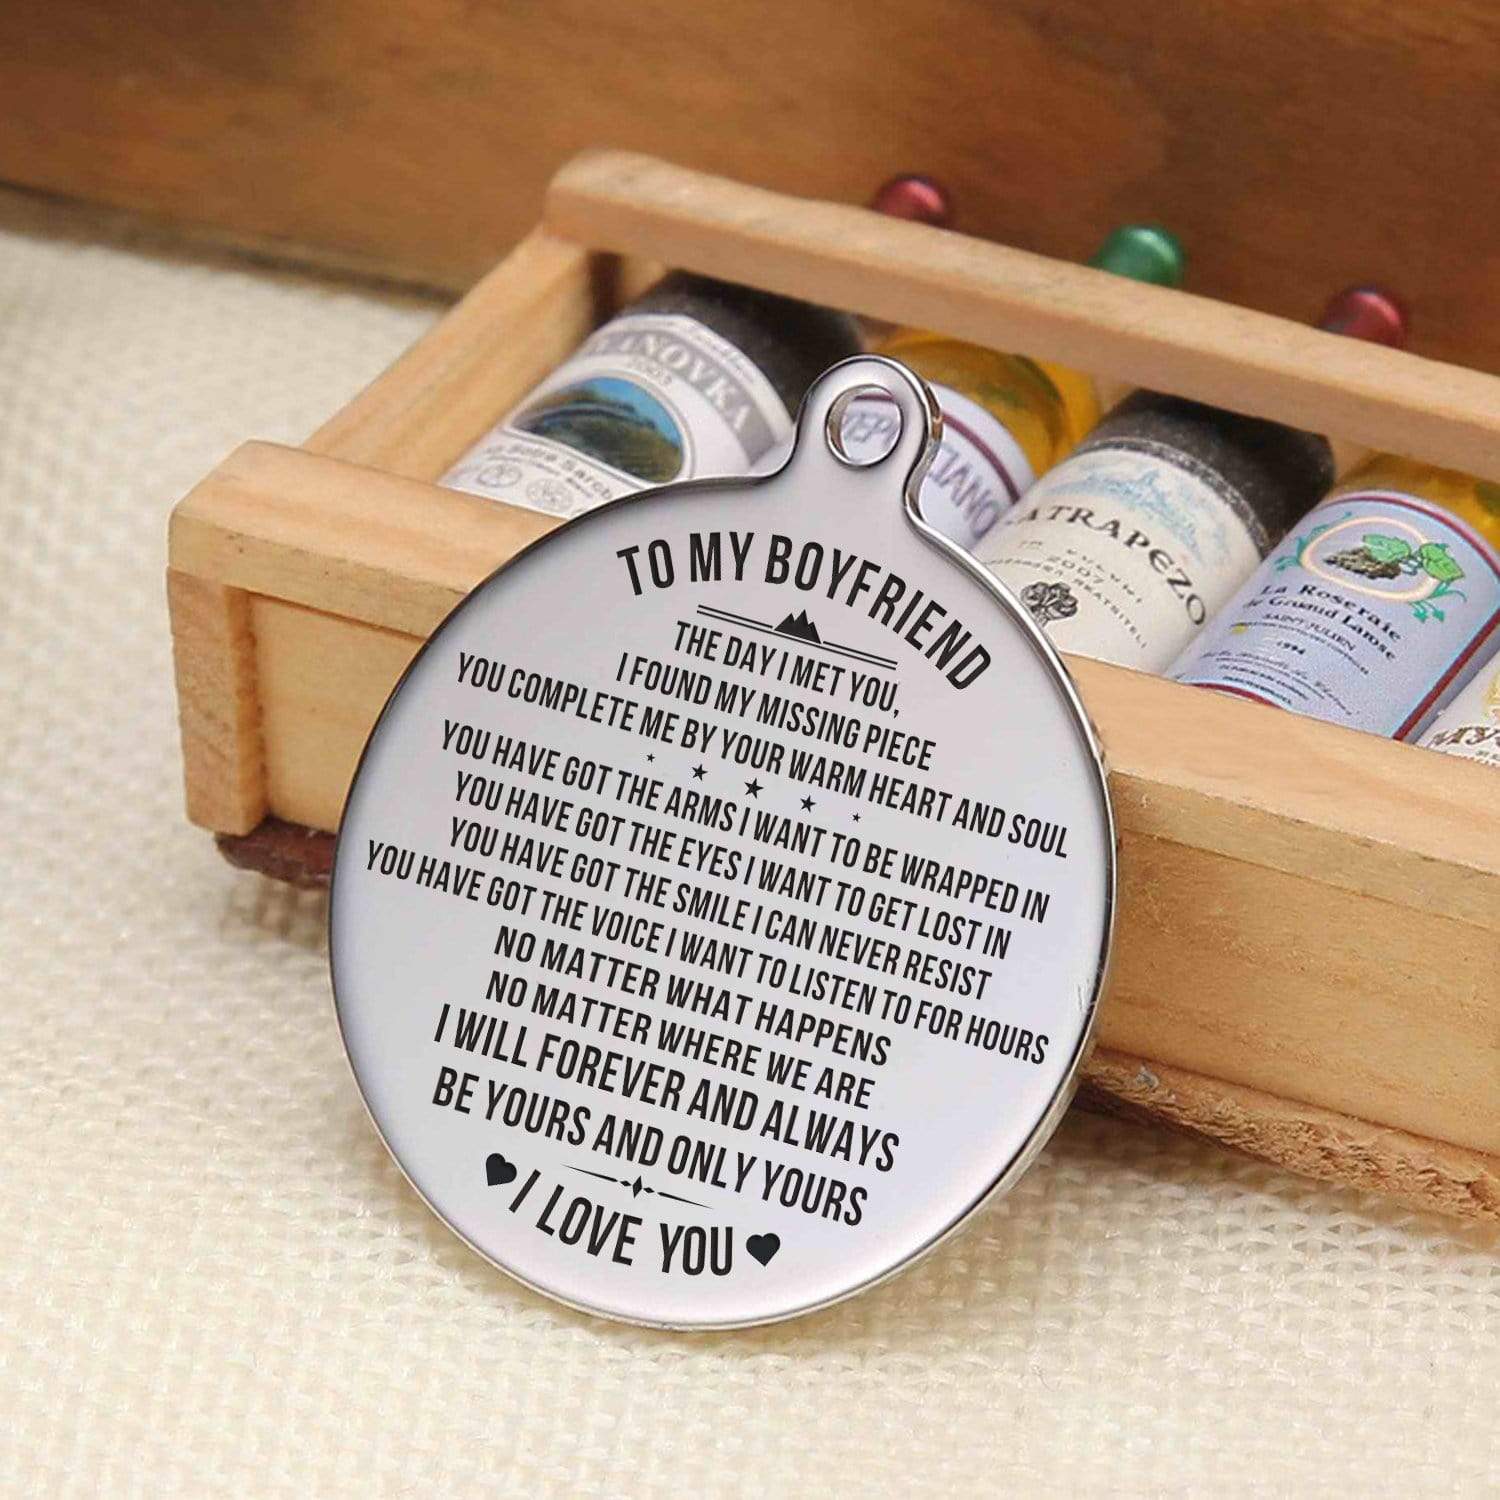 TO MY BOYFRIEND
THE DAY I MET YOU,
I FOUND MY MISSING PIECE
YOU COMPLETE ME BY YOUR WARM HEART AND SOUL
YOU HAVE GOT THE ARMS I WANT TO BE WRAPPED IN
YOU HAVE GOT THE EYES I WANT TO GET LOST IN
YOU HAVE GOT THE SMILE I CAN NEVER RESIST
YOU HAVE GOT THE VOICE I WANT TO LISTEN TO FOR HOURS
NO MATTER WHAT HAPPENS
NO MATTER WHERE WE ARE
I WILL FOREVER AND ALWAYS
BE YOURS AND ONLY YOURS
I LOVE YOU
2003
TRAPEZO
2007
La Roseraie
de Gruaud Larose
SAINT-JULIEN
1994